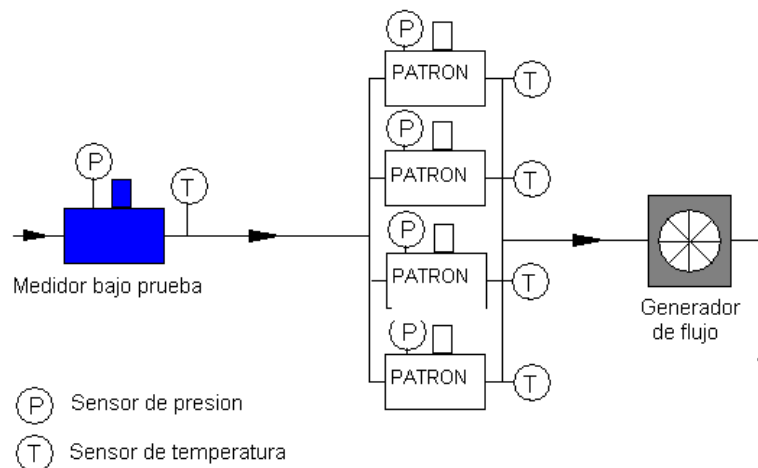 P
PATRON
T
P
PATRON
T
P
T
Medidor bajo prueba
P
PATRON
T
P
PATRON
T
Generador
de flujo
P Sensor de presion
T Sensor de temperatura